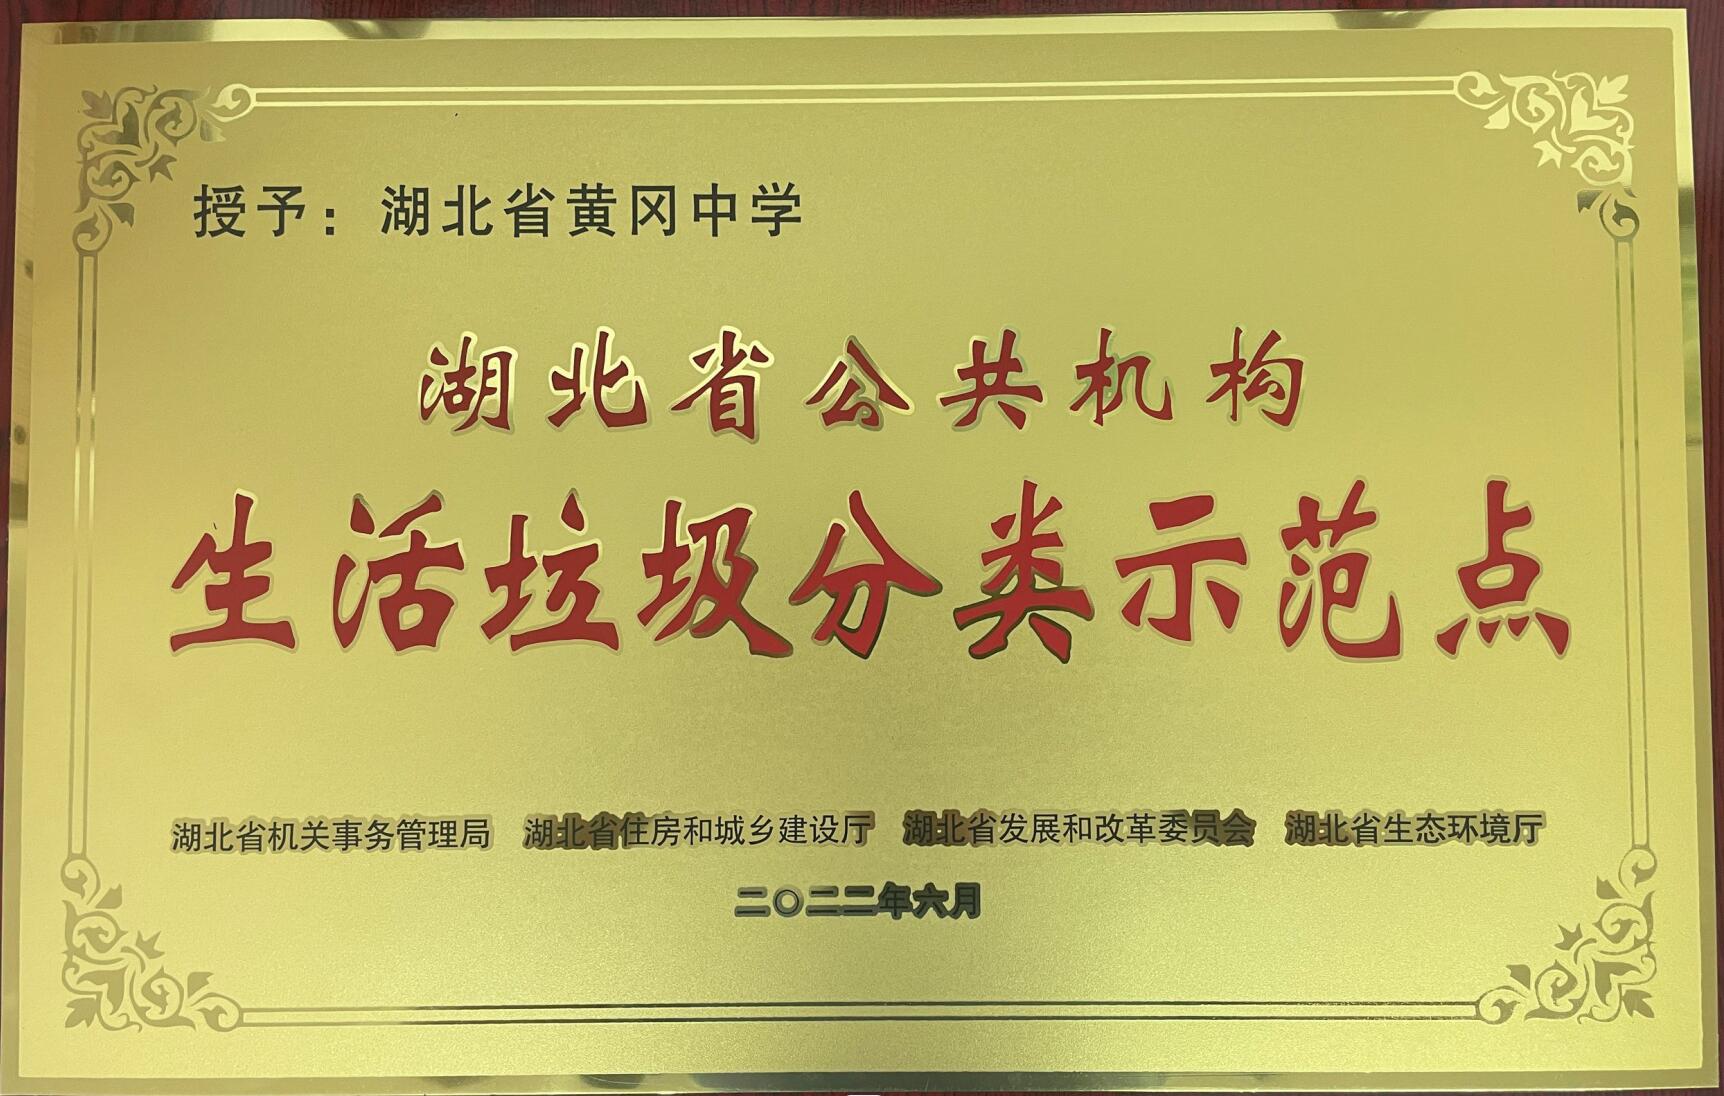 授予：湖北省黄冈中学
湖北省公共机构
生活垃圾分类示范点
湖北省机关事务管理局 湖北省住房和城乡建设厅 湖北省发展和改革委员会 湖北省生态环境厅
二〇二二年六月